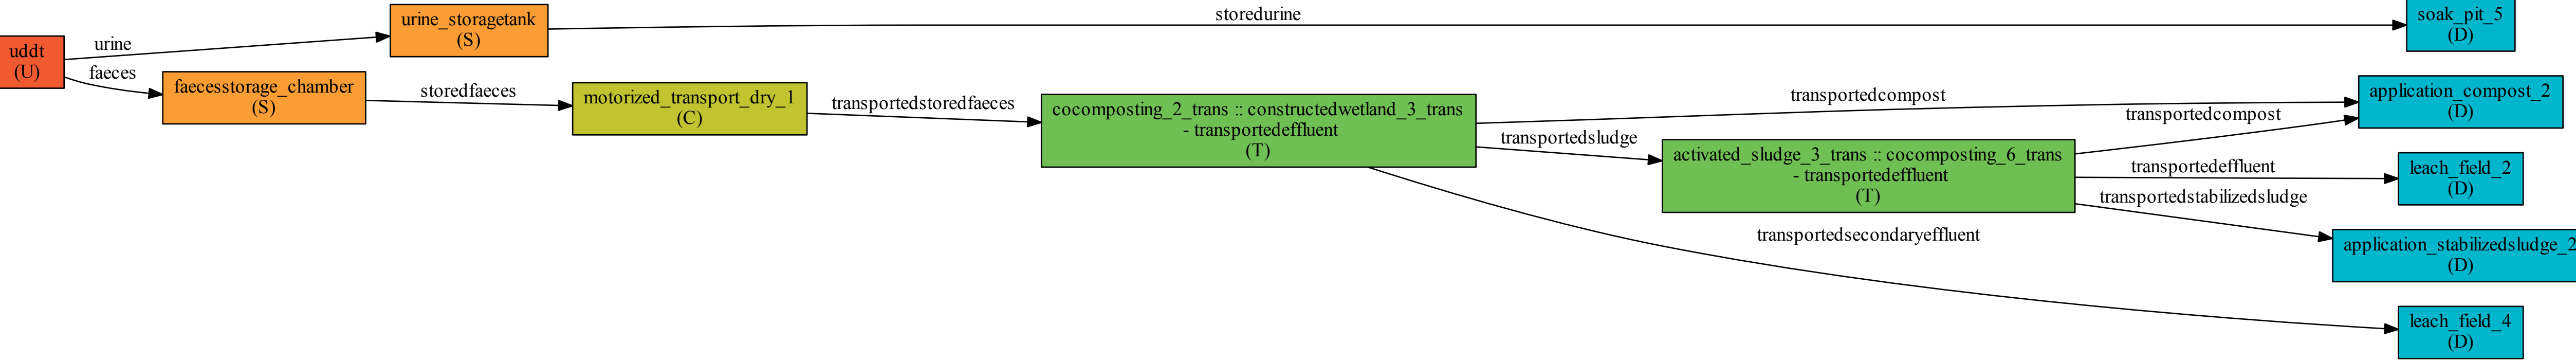 uddt
(U)
urine
faeces
urine_storagetank
(S)
faecesstorage_chamber
(S)
storedurine
storedfaeces
motorized_transport_dry_1
(C)
transportedstoredfaeces
cocomposting_2_trans :: constructedwetland_3_trans
- transportedeffluent
(T)
transportedcompost
transportedsludge
transportedsecondaryeffluent
activated_sludge_3_trans :: cocomposting_6_trans
- transportedeffluent
(T)
transportedcompost
transportedeffluent
transportedstabilizedsludge
soak_pit_5
(D)
application_compost_2
(D)
leach_field_2
(D)
application_stabilizedsludge_2
(D)
leach_field_4
(D)